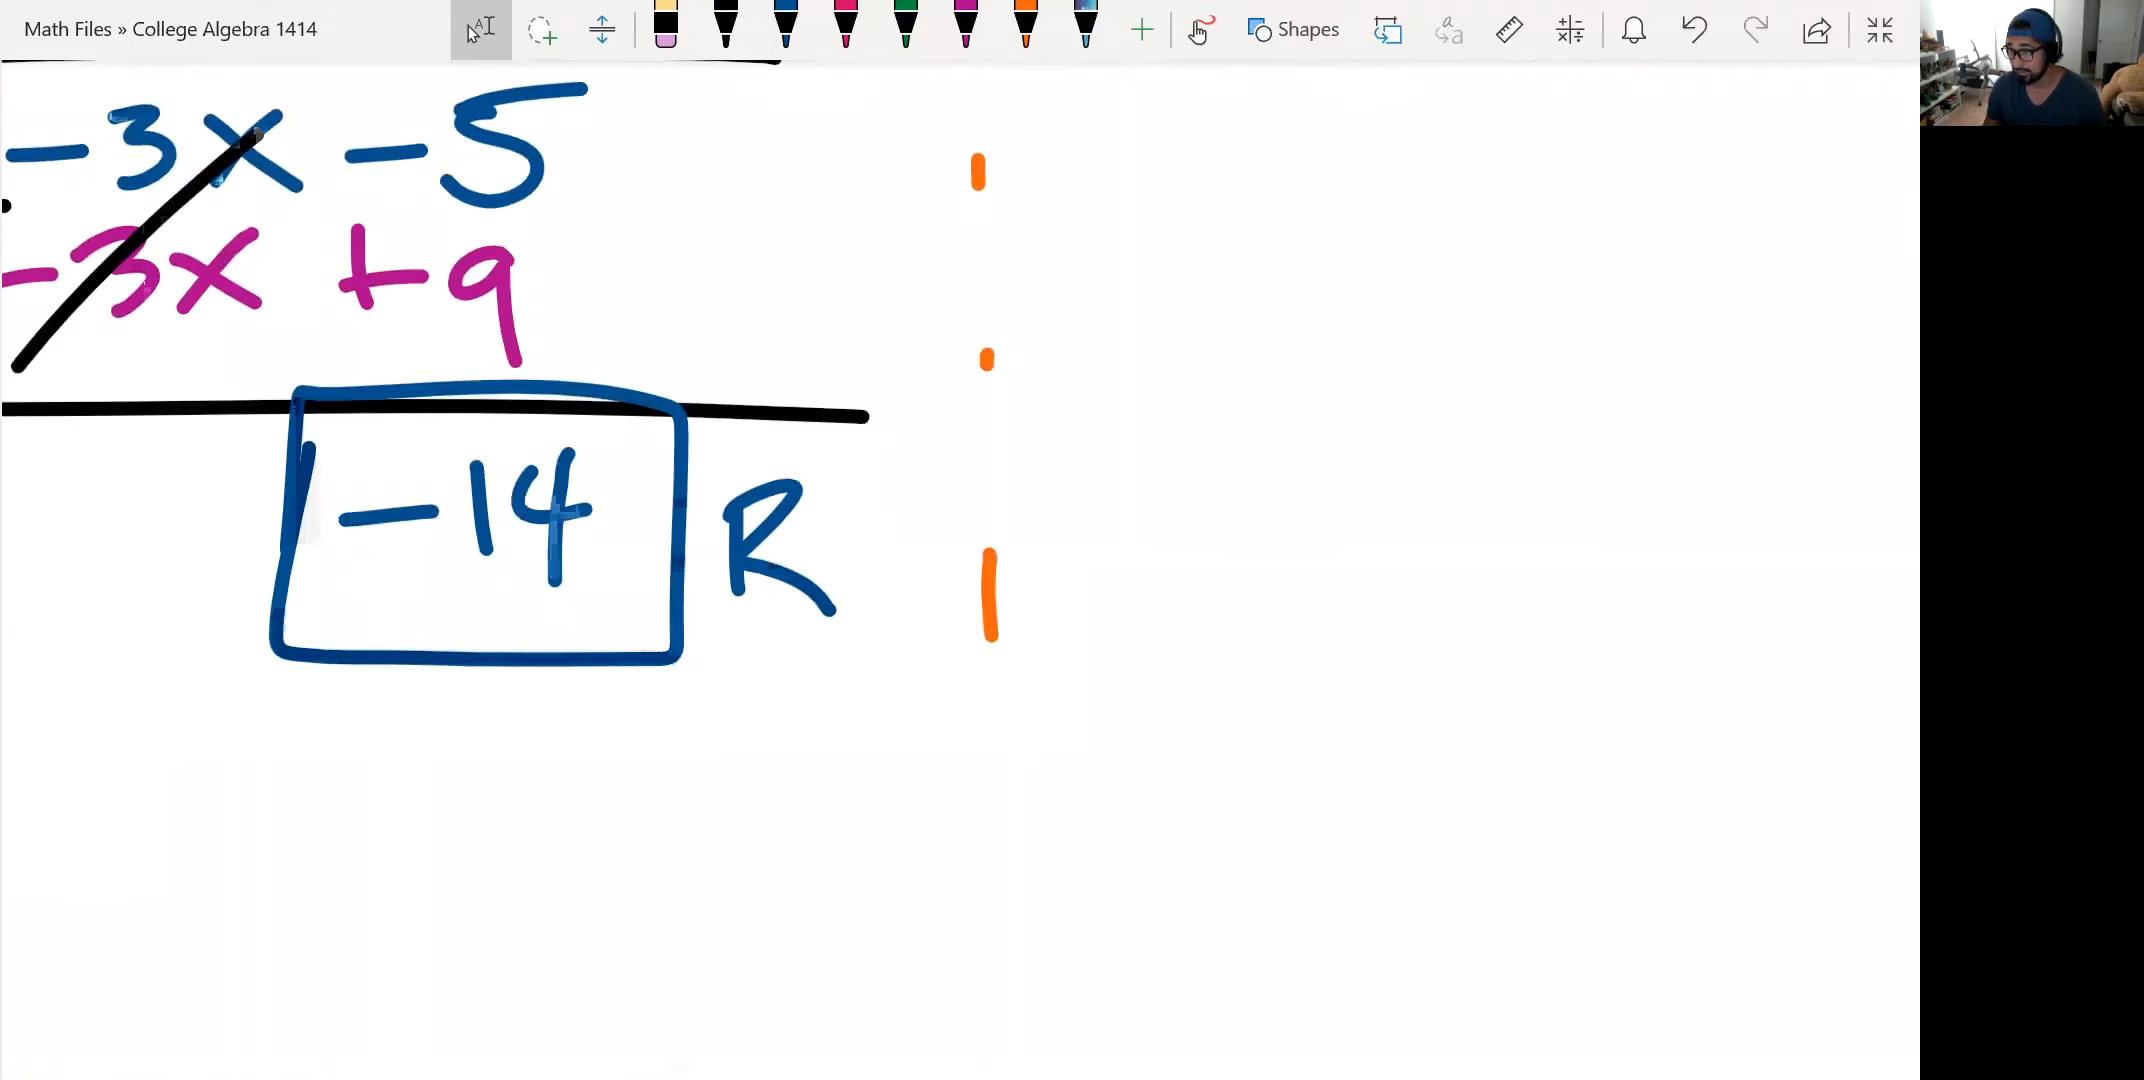 Math Files » College Algebra 1414
Shapes
-3x -5
-3x +9
-14 R